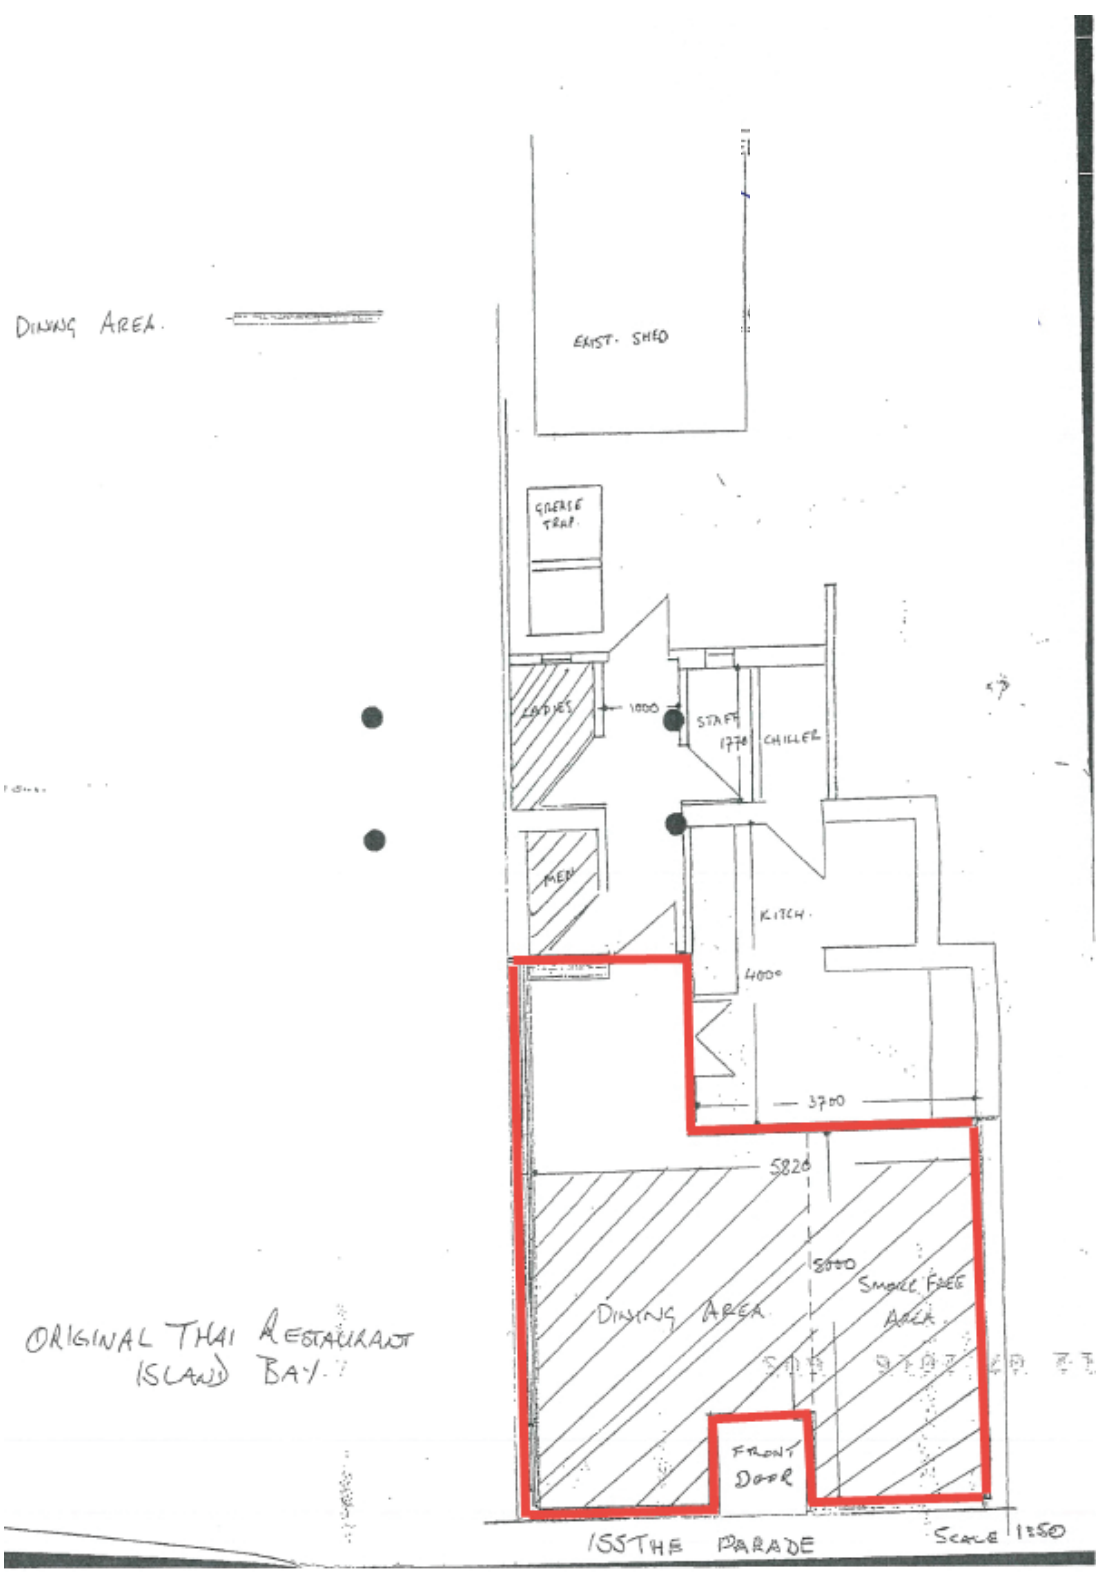 DINING AREA.
EXIST. SHED
GREASE
TRAP.
LADIES
1000
STAFF
1770
CHILLER
MEN
KITCH.
4000
3700
5820
5000
DINING AREA
SMOKE FREE
AREA.
ORIGINAL THAI RESTAURANT
ISLAND BAY.
FRONT
DOOR
155 THE PARADE
SCALE 1:50